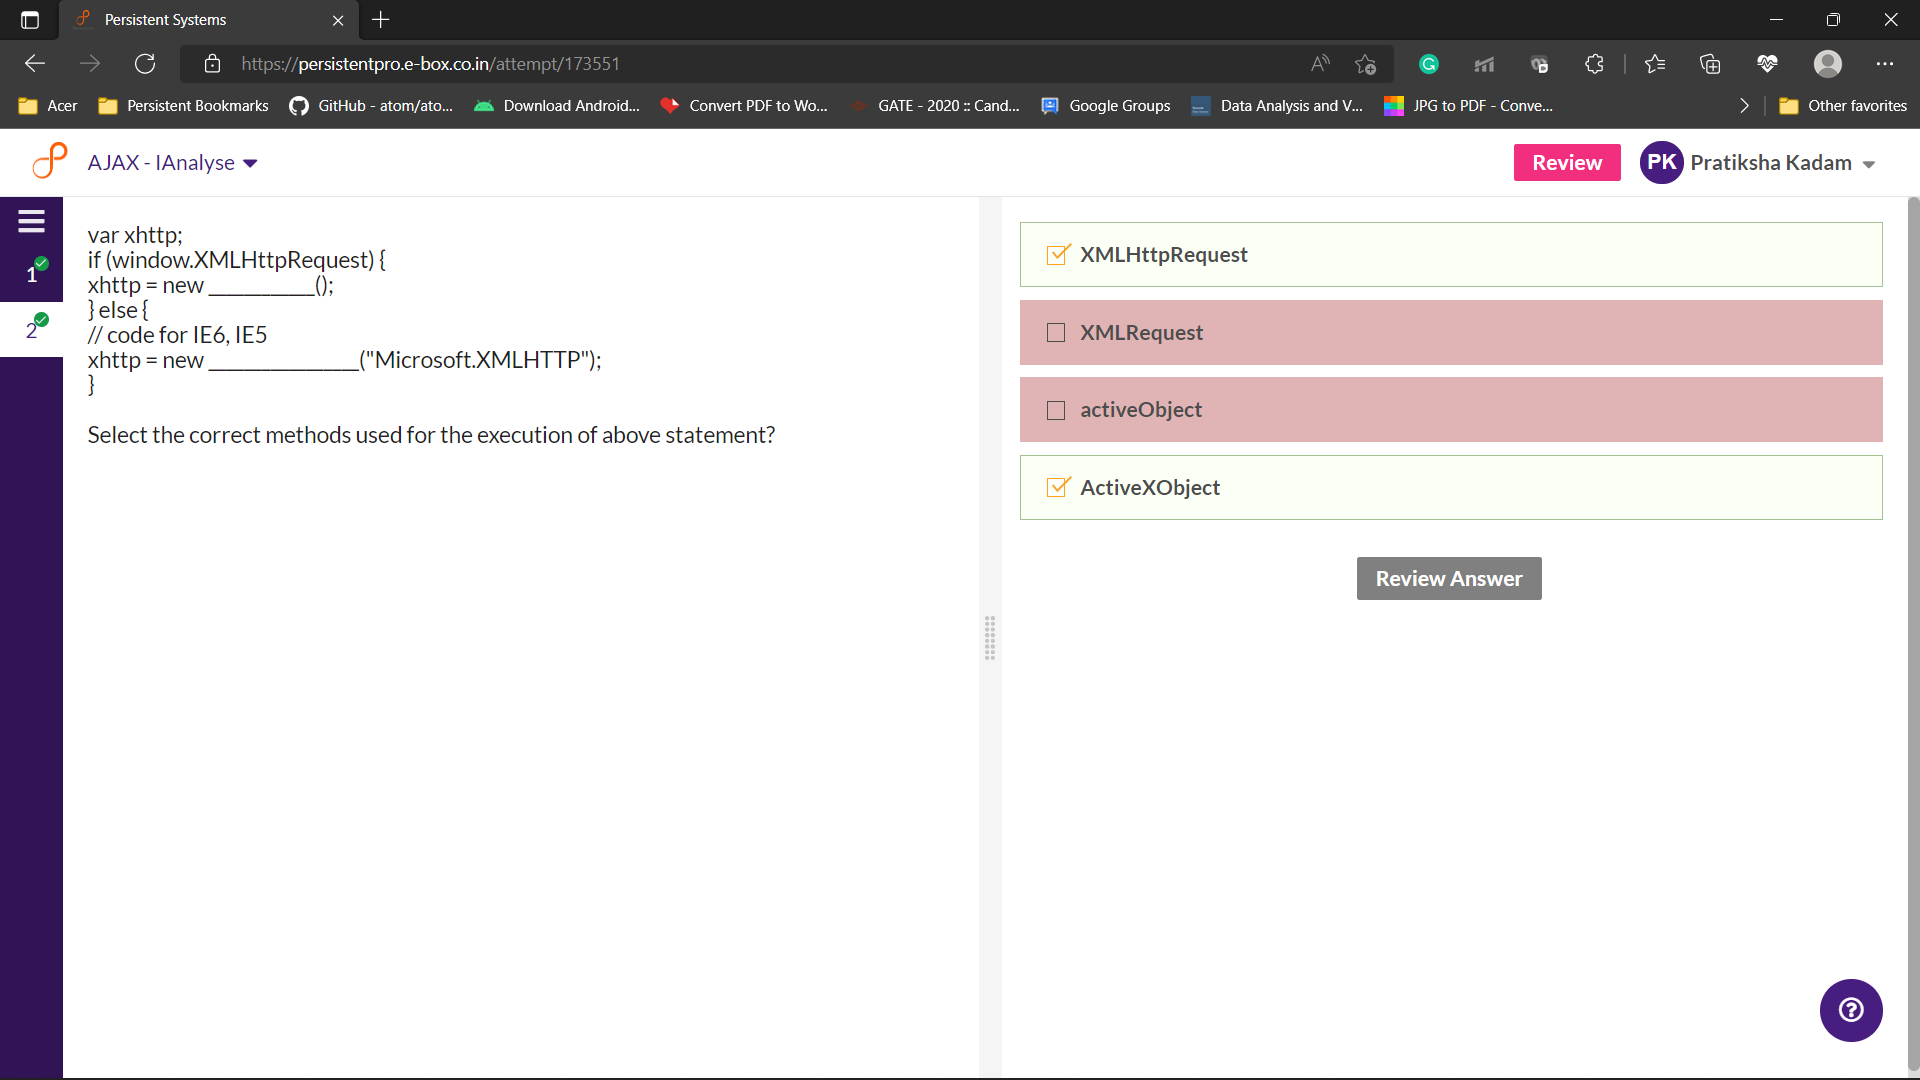 Persistent Systems
https://persistentpro.e-box.co.in/attempt/173551
Acer
Persistent Bookmarks
GitHub - atom/ato...
Download Android...
Convert PDF to Wo...
GATE - 2020 :: Cand...
Google Groups
Data Analysis and V...
JPG to PDF - Conve...
Other favorites
AJAX - IAnalyse
Review
PK
Pratiksha Kadam
1
2
var xhttp;
if (window.XMLHttpRequest) {
xhttp = new ____________();
} else {
// code for IE6, IE5
xhttp = new _________________("Microsoft.XMLHTTP");
}
Select the correct methods used for the execution of above statement?
XMLHttpRequest
XMLRequest
activeObject
ActiveXObject
Review Answer